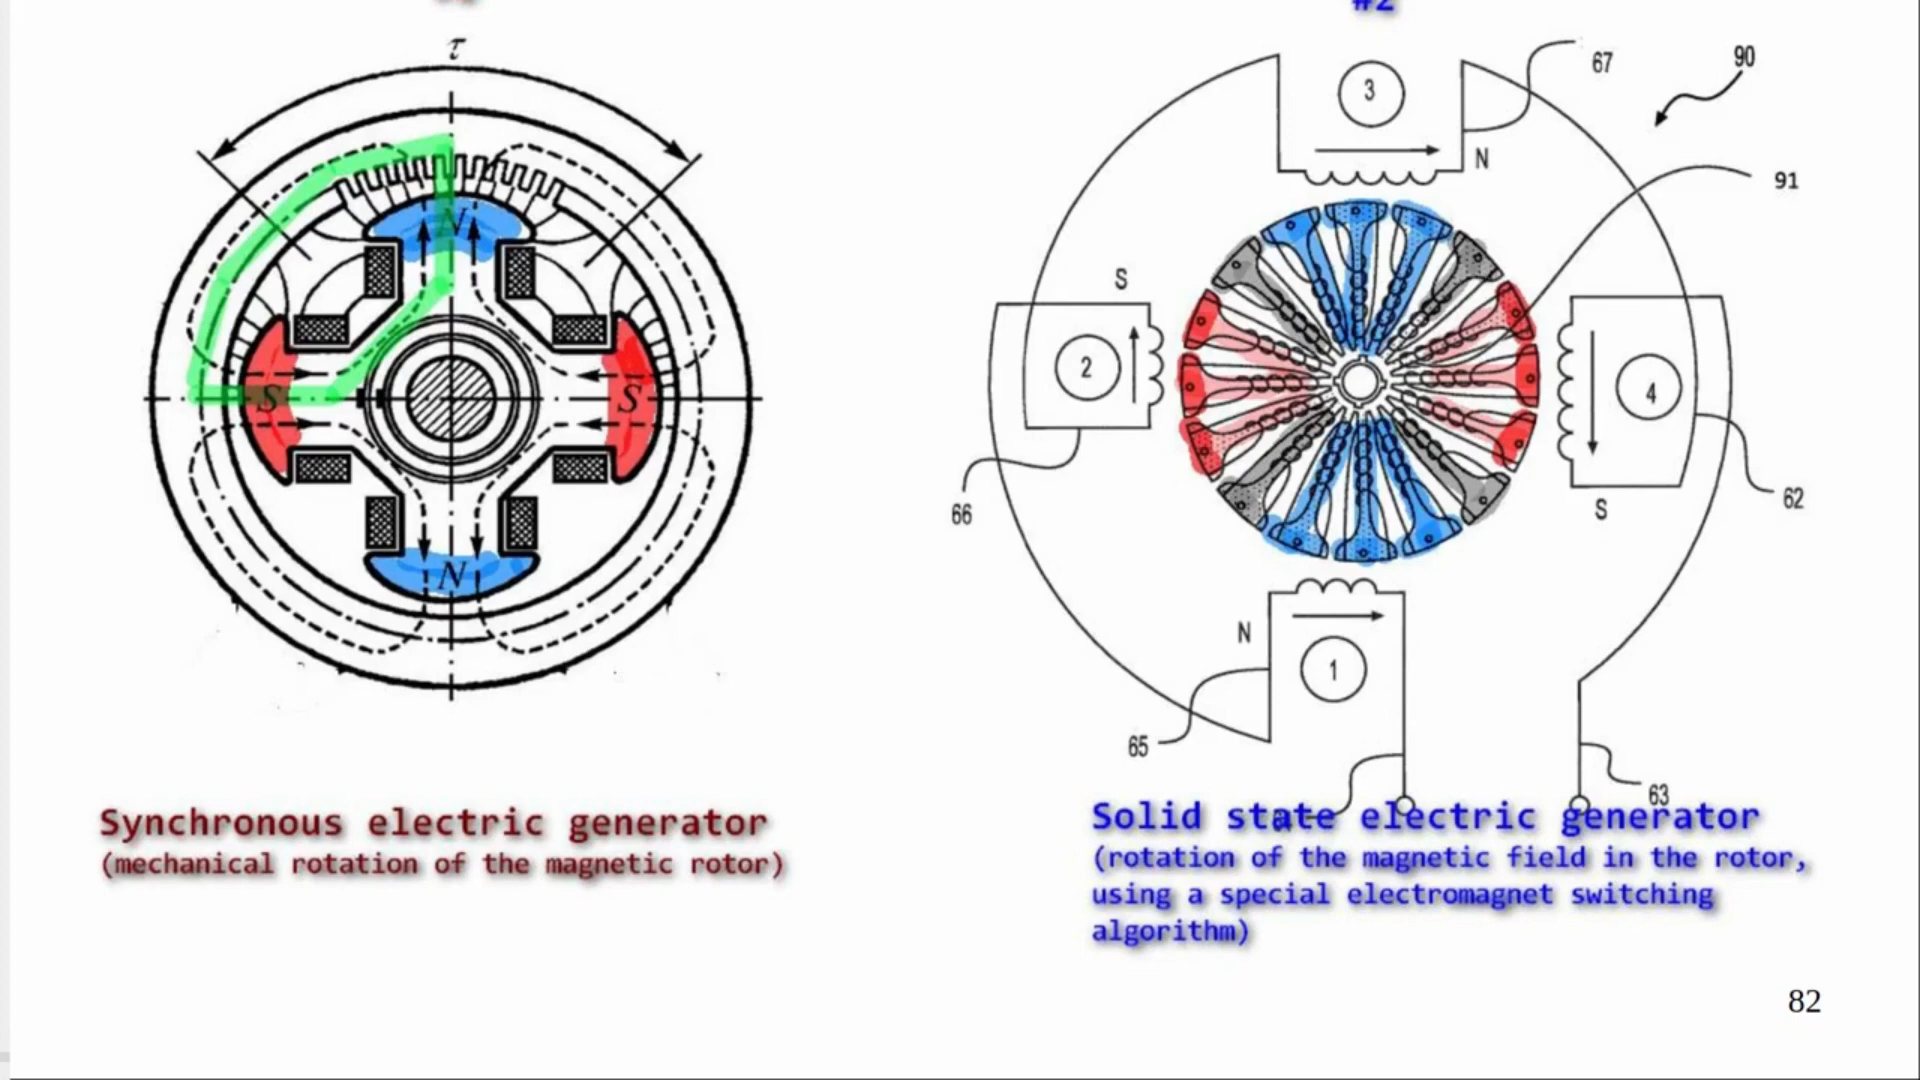 #2
τ
3
67
90
N
91
N
S
S
S
2
4
66
S
62
N
N
1
65
63
Synchronous electric generator
(mechanical rotation of the magnetic rotor)
Solid state electric generator
(rotation of the magnetic field in the rotor,
using a special electromagnet switching
algorithm)
82